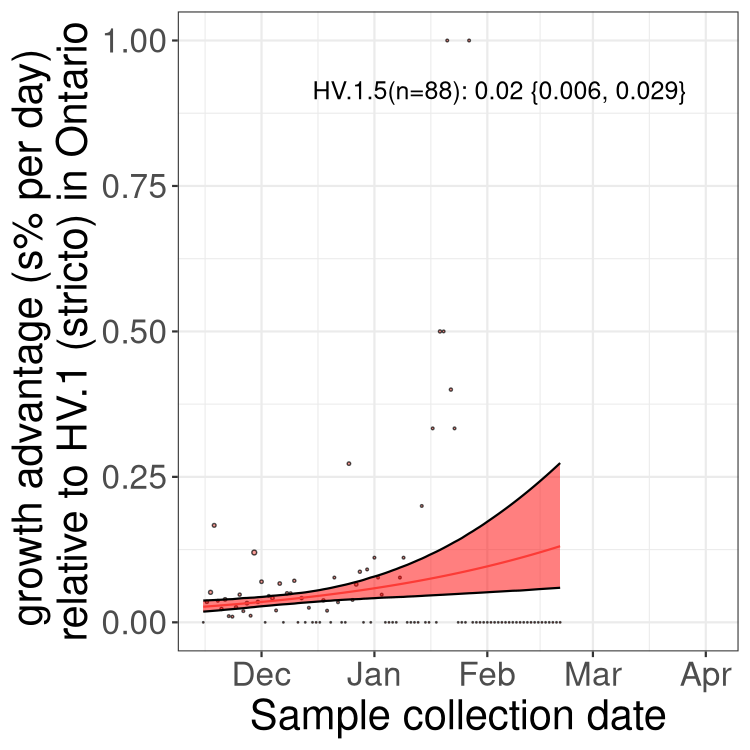 growth advantage (s% per day)
relative to HV.1 (stricto) in Ontario
1.00
0.75
0.50
0.25
0.00
HV.1.5(n=88): 0.02 {0.006, 0.029}
Dec Jan Feb Mar Apr
Sample collection date